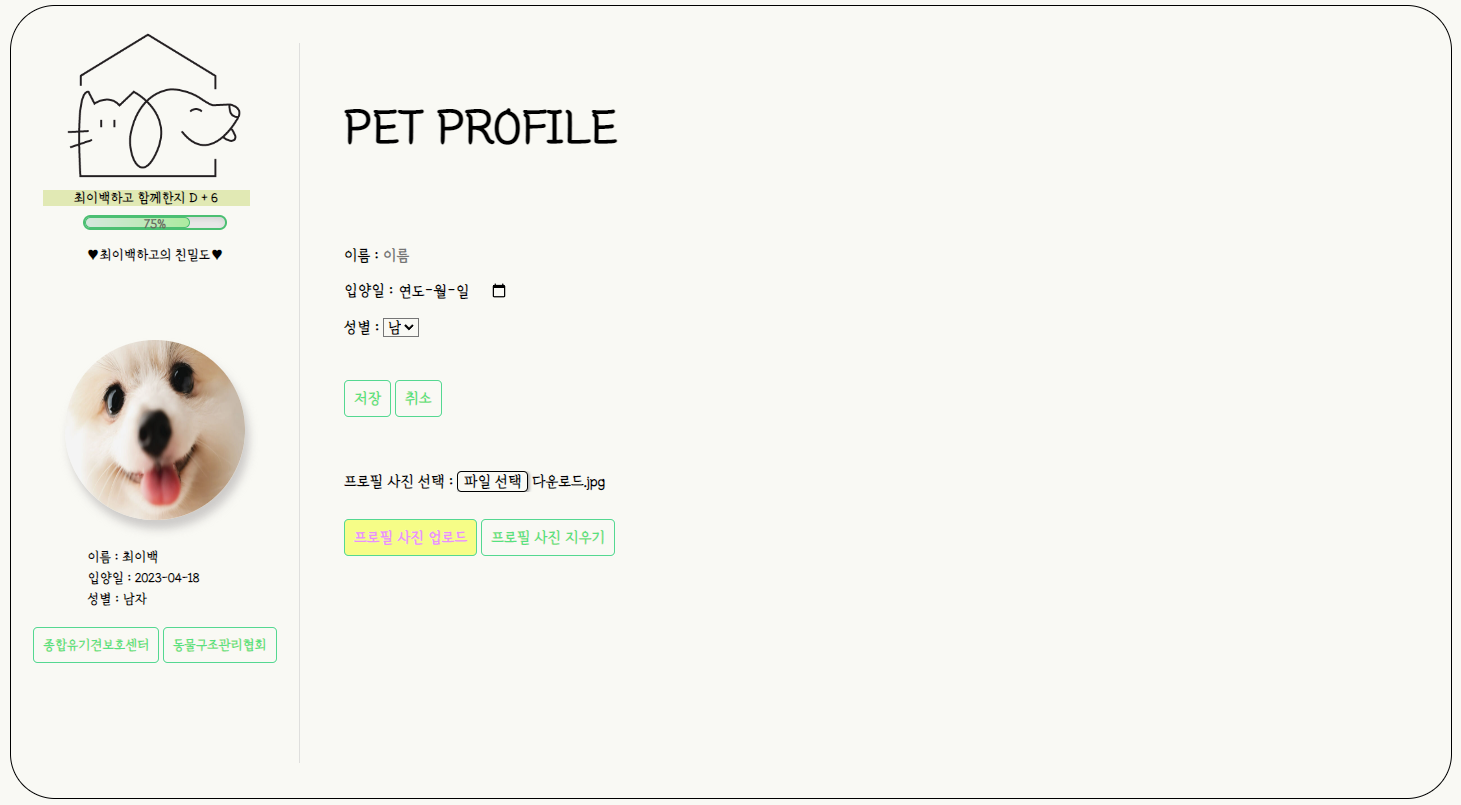 최이백하고 함께한지 D + 6
75%
♥최이백하고의 친밀도♥
이름 : 최이백
입양일 : 2023-04-18
성별 : 남자
종합유기견보호센터 동물구조관리협회
PET PROFILE
이름 : 이름
입양일 : 연도-월-일
성별 : 남
저장 취소
프로필 사진 선택 : 파일 선택 다운로드.jpg
프로필 사진 업로드 프로필 사진 지우기